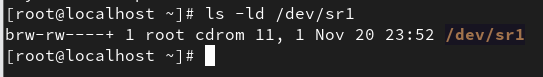 [root@localhost ~]# ls -ld /dev/sr1
brw-rw----+ 1 root cdrom 11, 1 Nov 20 23:52 /dev/sr1
[root@localhost ~]#